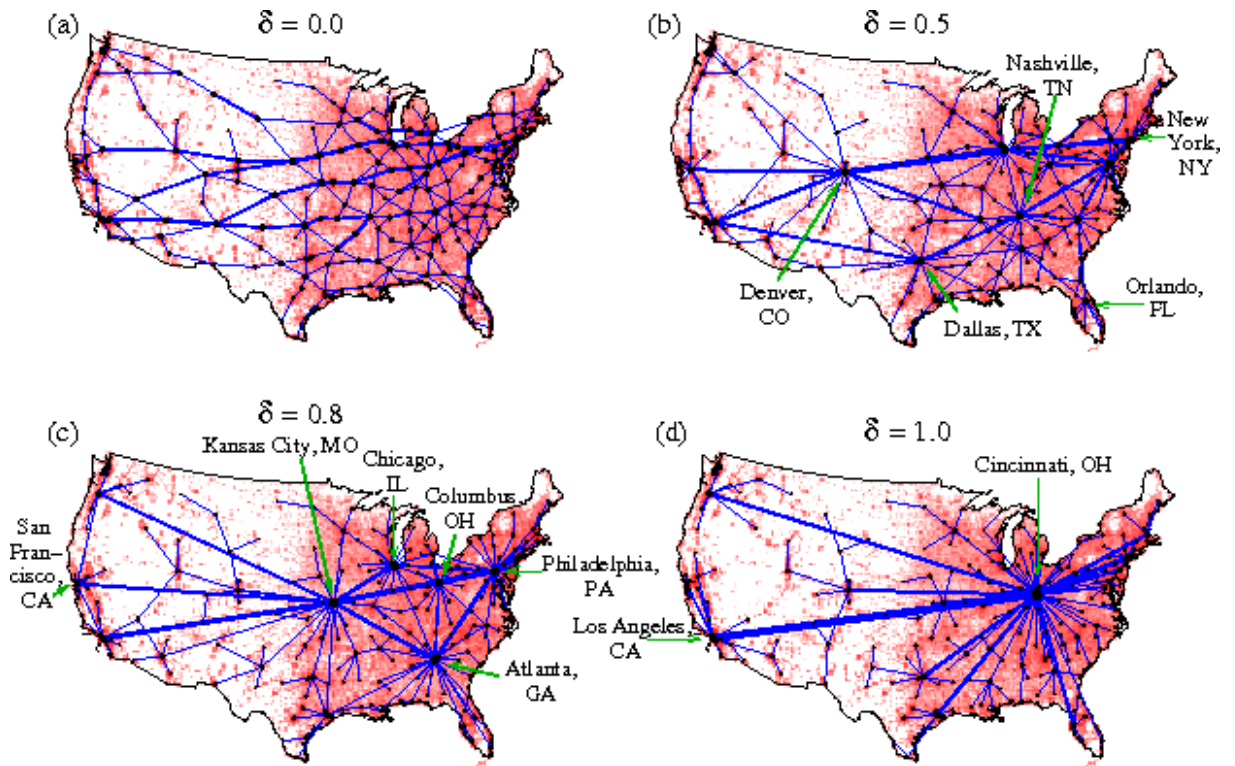 (a)
δ = 0.0
(b)
δ = 0.5
Nashville,
TN
New
York,
NY
Denver,
CO
Dallas, TX
Orlando,
FL
(c)
δ = 0.8
Kansas City, MO
Chicago,
IL
Columbus,
OH
San
Fran–
cisco,
CA
Philadelphia,
PA
Atlanta,
GA
(d)
δ = 1.0
Cincinnati, OH
Los Angeles,
CA